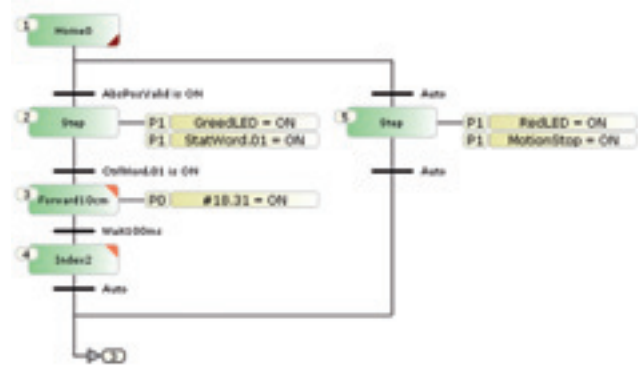 1 Home0
AbsPosValid is ON
Auto
2 Step
P1 GreedLED = ON
P1 StatWord.01 = ON
5 Step
P1 RedLED = ON
P1 MotionStop = ON
CtrlWord.01 is ON
Auto
3 Forward10cm
P0 #18.31 = ON
Wait100ms
4 Index2
Auto